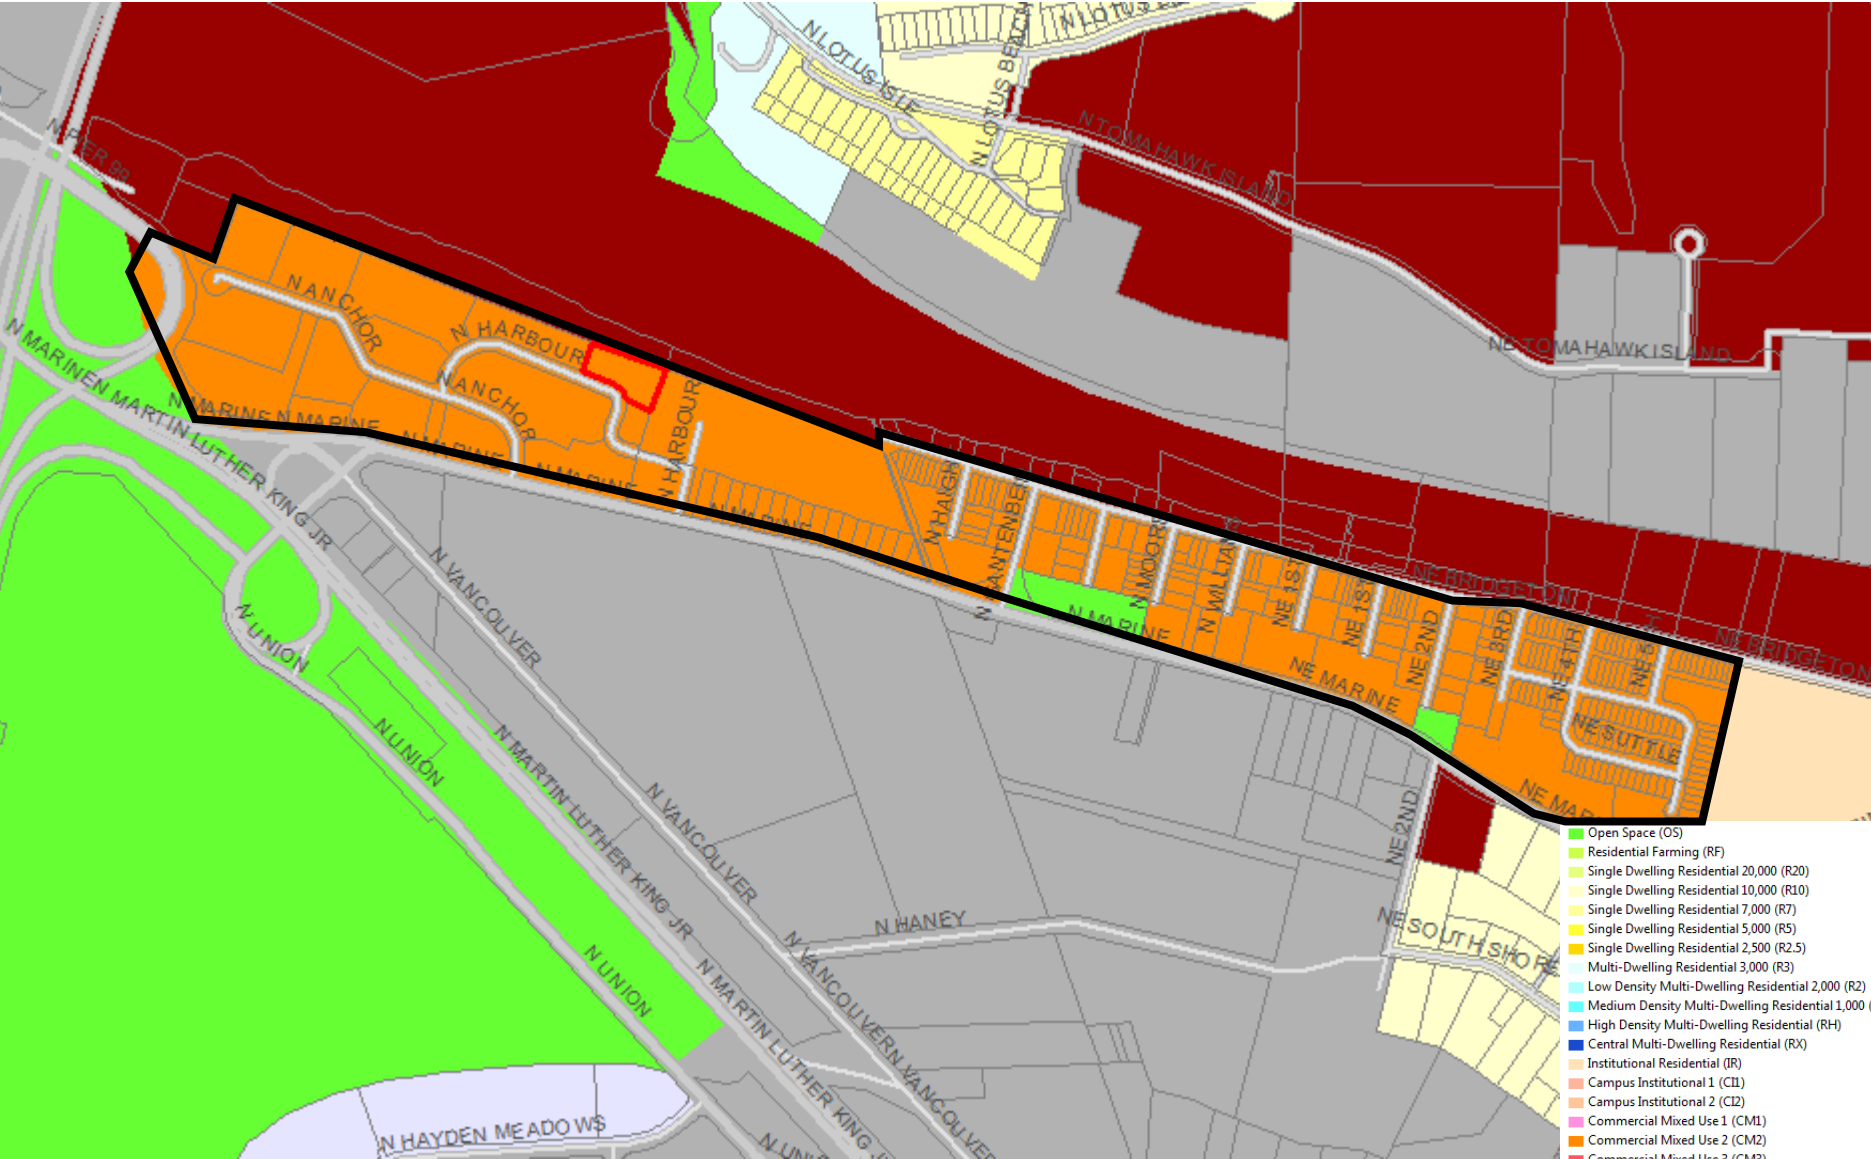 N LOTUS ISLE
N LOTUS BEACH
N TOMAHAWK ISLAND
N PIER 99
N ANCHOR
N HARBOUR
NE TOMAHAWK ISLAND
N MARINE
N MARTIN LUTHER KING JR
N ANCHOR
N HARBOUR
N MARINE
N MARINE
N MARINE
N MARINE
N MARINE
N HAIGHT
N MOORE
NE 1ST
NE 1ST
NE 2ND
NE 3RD
NE 4TH
NE BRIDGETON
NE BRIDGETON
N MARINE
NE MARINE
NE SUTTLE
N VANCOUVER
N UNION
N UNION
N MARTIN LUTHER KING JR
N VANCOUVER
NE 2ND
N HANEY
NE SOUTH SHORE
N UNION
N MARTIN LUTHER KING JR
N VANCOUVER
N VANCOUVER
N HAYDEN MEADOWS
Open Space (OS)
Residential Farming (RF)
Single Dwelling Residential 20,000 (R20)
Single Dwelling Residential 10,000 (R10)
Single Dwelling Residential 7,000 (R7)
Single Dwelling Residential 5,000 (R5)
Single Dwelling Residential 2,500 (R2.5)
Multi-Dwelling Residential 3,000 (R3)
Low Density Multi-Dwelling Residential 2,000 (R2)
Medium Density Multi-Dwelling Residential 1,000 (
High Density Multi-Dwelling Residential (RH)
Central Multi-Dwelling Residential (RX)
Institutional Residential (IR)
Campus Institutional 1 (CI1)
Campus Institutional 2 (CI2)
Commercial Mixed Use 1 (CM1)
Commercial Mixed Use 2 (CM2)
Commercial Mixed Use 3 (CM3)